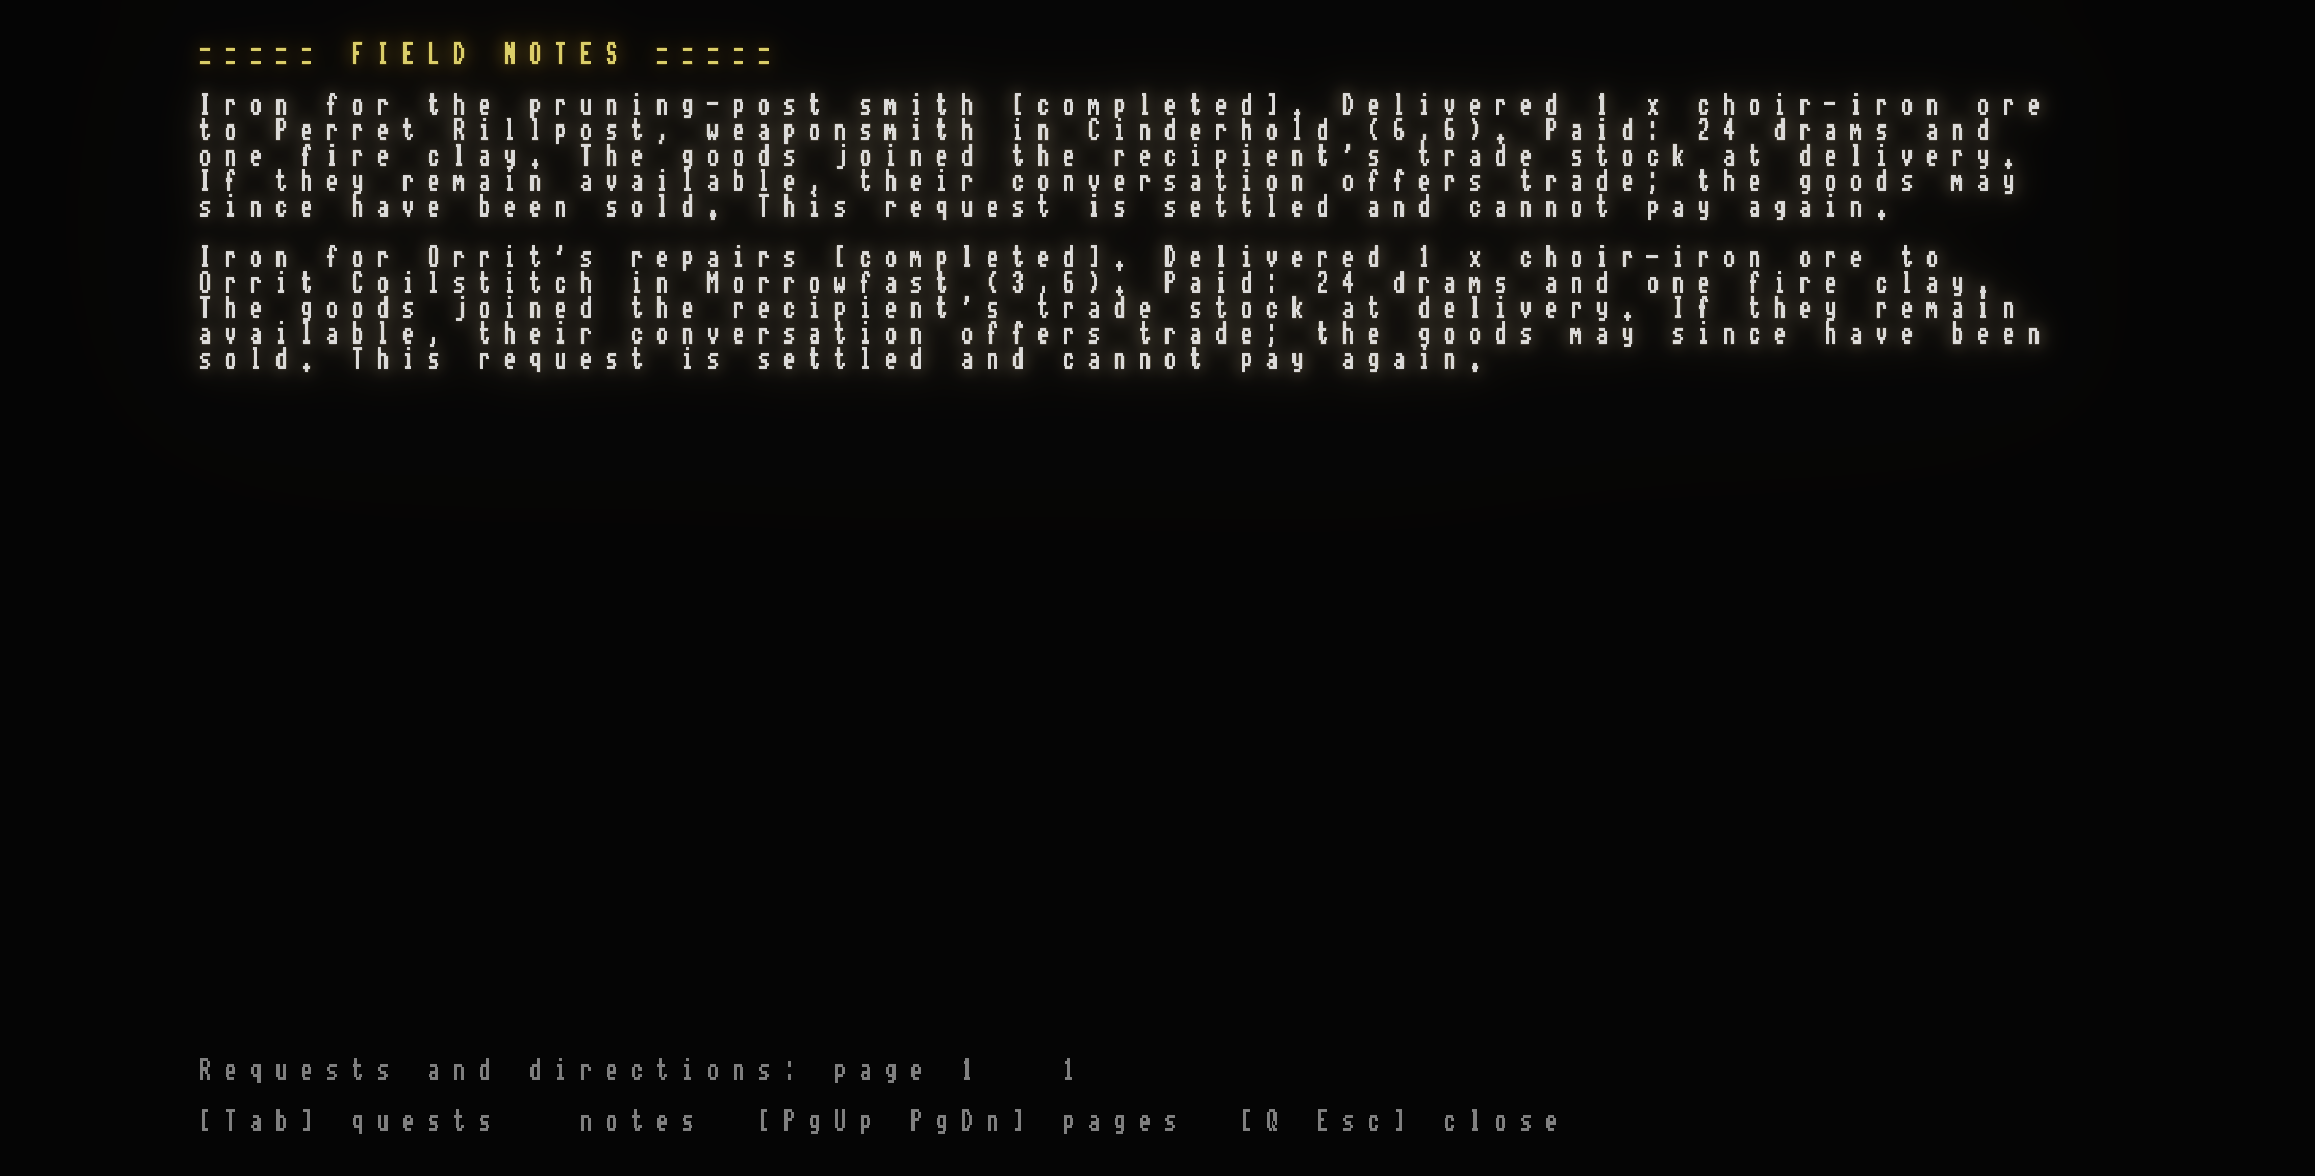 ===== FIELD NOTES =====
Iron for the pruning-post smith [completed]. Delivered 1 x choir-iron ore
to Perret Rillpost, weaponsmith in Cinderhold (6,6). Paid: 24 drams and
one fire clay. The goods joined the recipient's trade stock at delivery.
If they remain available, their conversation offers trade; the goods may
since have been sold. This request is settled and cannot pay again.
Iron for Orrit's repairs [completed]. Delivered 1 x choir-iron ore to
Orrit Coilstitch in Morrowfast (3,6). Paid: 24 drams and one fire clay.
The goods joined the recipient's trade stock at delivery. If they remain
available, their conversation offers trade; the goods may since have been
sold. This request is settled and cannot pay again.
Requests and directions: page 1 1
[Tab] quests notes [PgUp PgDn] pages [Q Esc] close